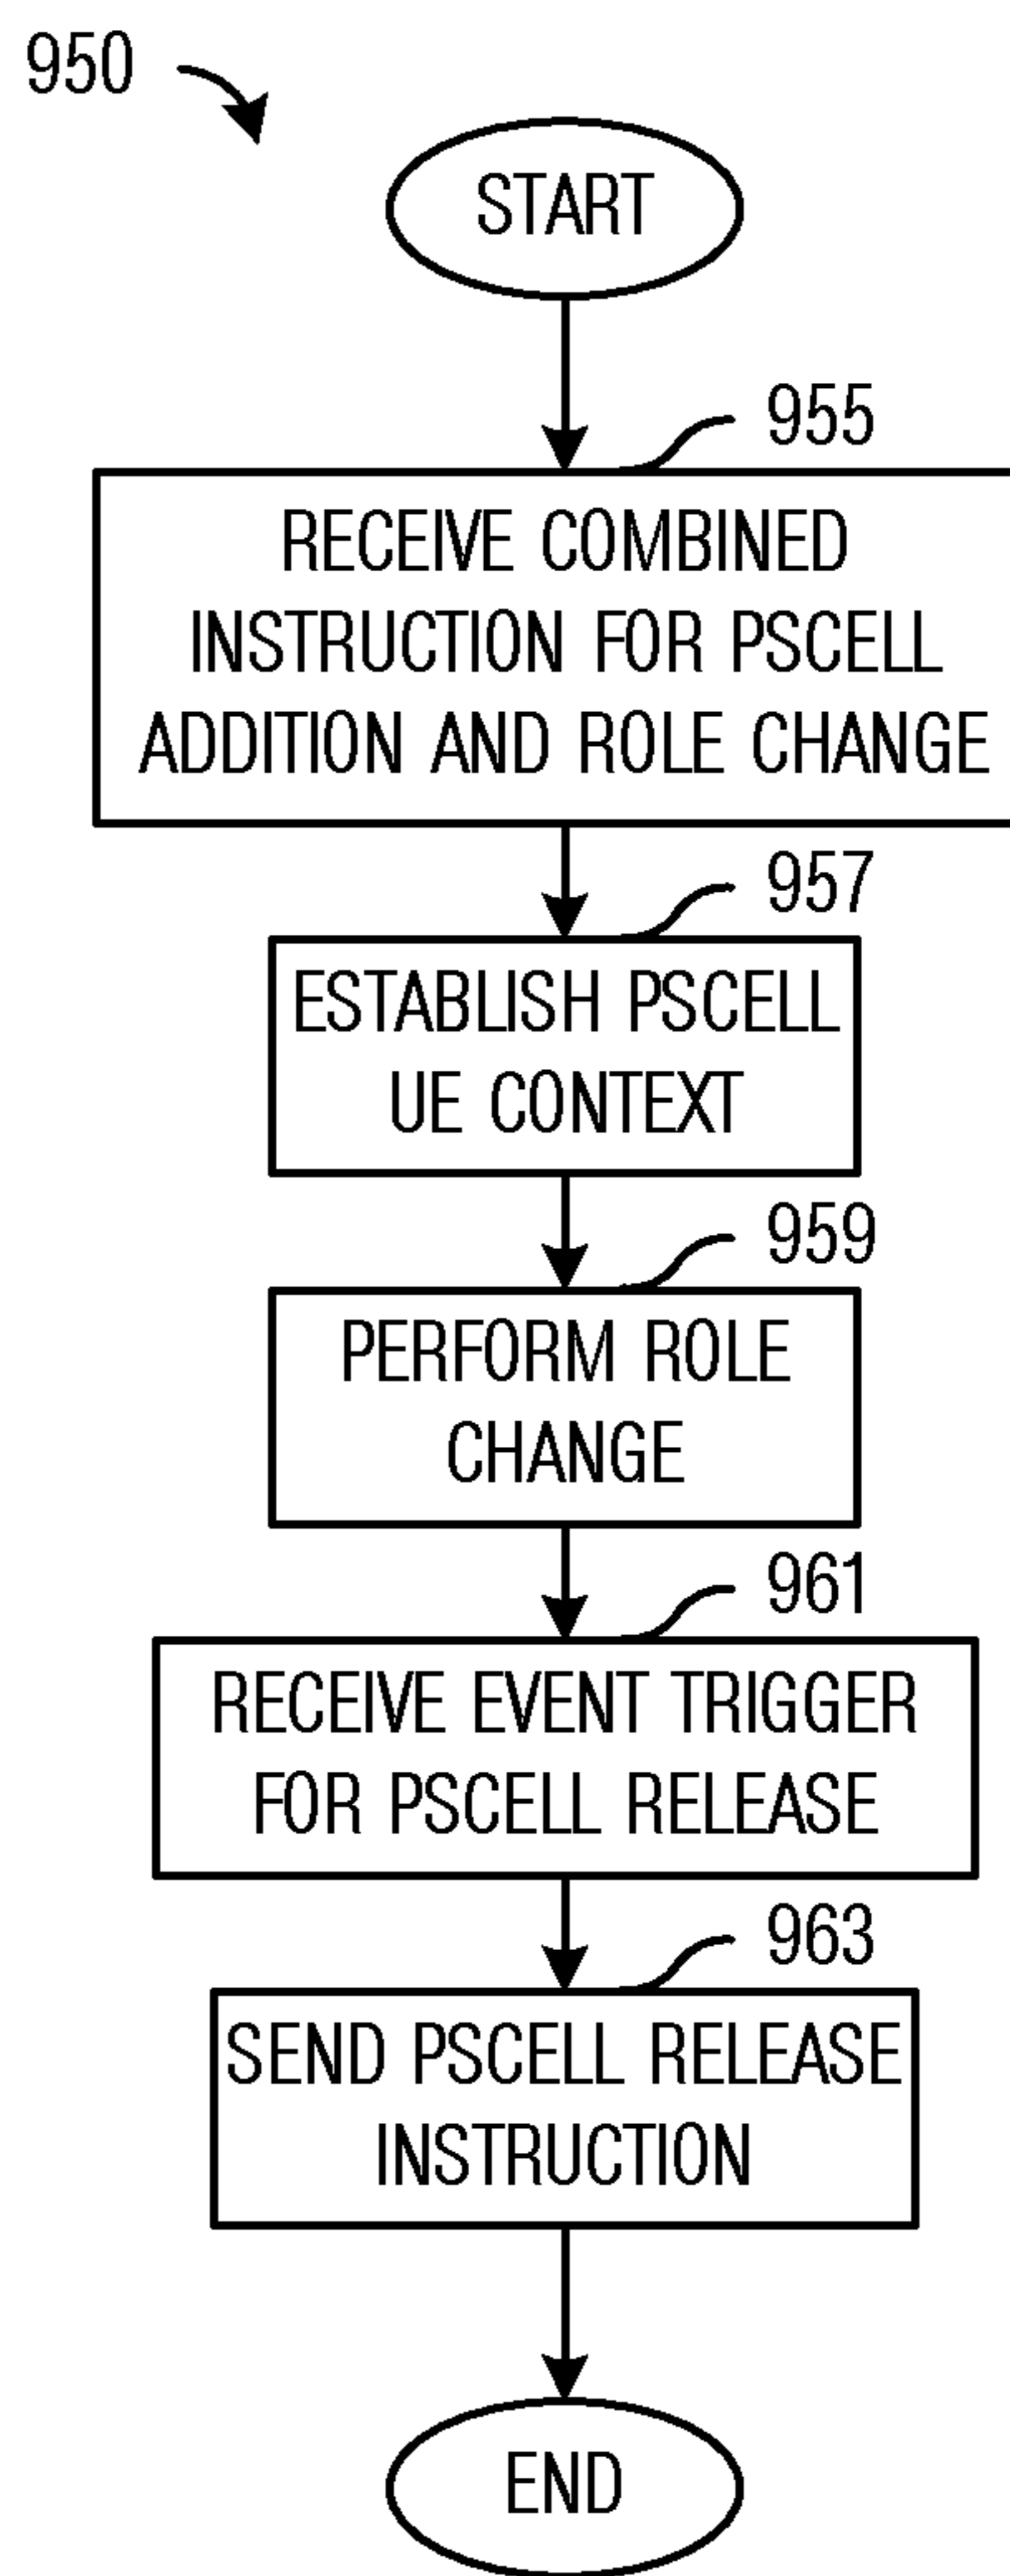 950
START
955
RECEIVE COMBINED
INSTRUCTION FOR PSCELL
ADDITION AND ROLE CHANGE
957
ESTABLISH PSCELL
UE CONTEXT
959
PERFORM ROLE
CHANGE
961
RECEIVE EVENT TRIGGER
FOR PSCELL RELEASE
963
SEND PSCELL RELEASE
INSTRUCTION
END